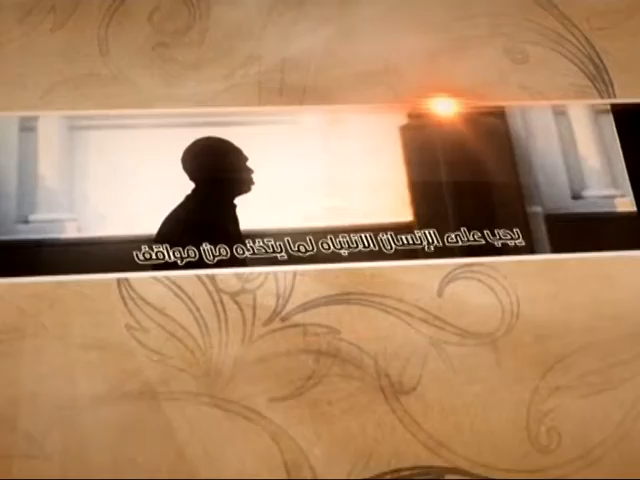 يجب على الإنسان الانتباه لما يتخذه من مواقف